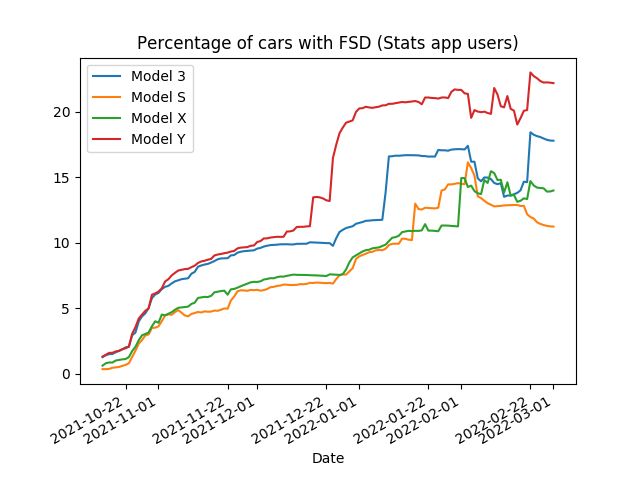 Percentage of cars with FSD (Stats app users)
Model 3
Model S
Model X
Model Y
20
15
10
5
0
2021-10-22
2021-11-01
2021-11-22
2021-12-01
2021-12-22
2022-01-01
2022-01-22
2022-02-01
2022-02-22
2022-03-01
Date